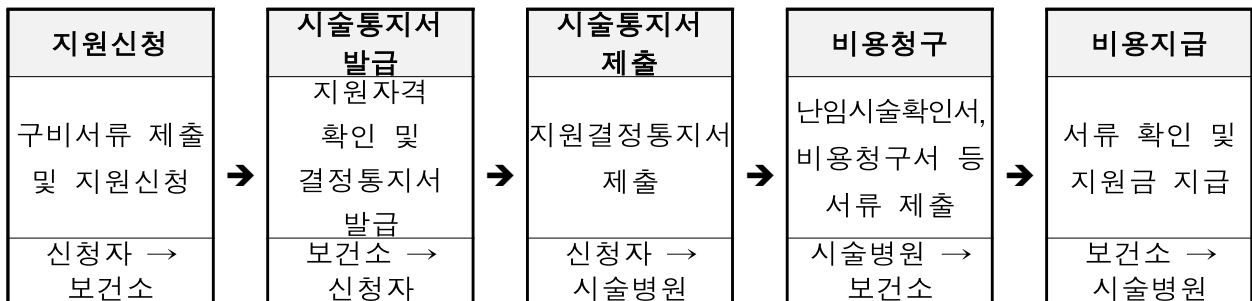 지원신청
구비서류 제출
및 지원신청
신청자 →
보건소
➔
시술통지서
발급
지원자격
확인 및
결정통지서
발급
보건소 →
신청자
➔
시술통지서
제출
지원결정통지서
제출
신청자 →
시술병원
➔
비용청구
난임시술확인서,
비용청구서 등
서류 제출
시술병원 →
보건소
➔
비용지급
서류 확인 및
지원금 지급
보건소 →
시술병원